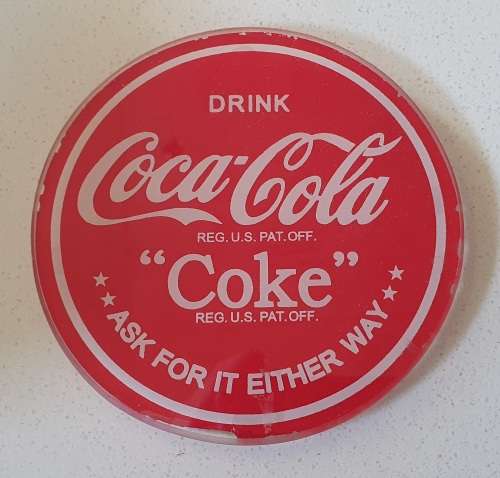 DRINK
Coca-Cola
REG. U.S. PAT. OFF.
“Coke”
REG. U.S. PAT. OFF.
ASK FOR IT EITHER WAY